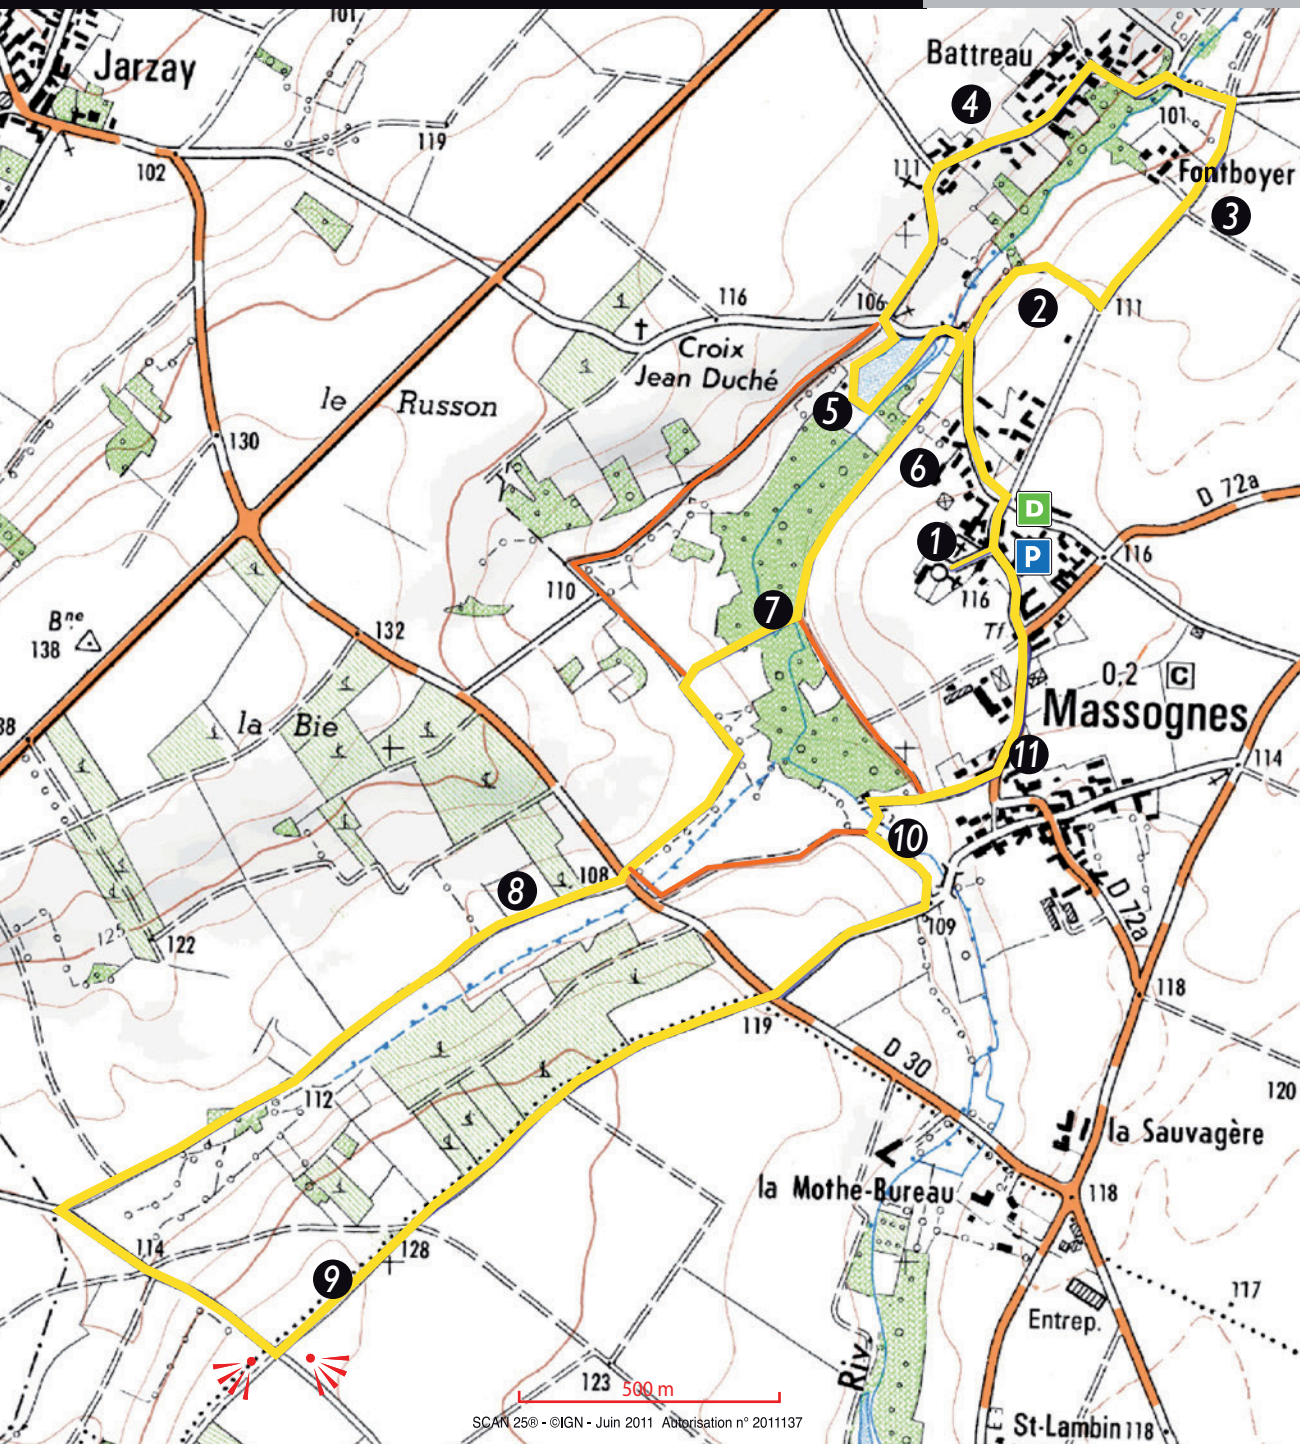 101
Jarzay
Battreau
4
119
101
102
111
Fontboyer
3
116
106
2
111
Croix
Jean Duché
le Russon
5
130
6
D 72a
D
1
P
116
110
116
7
Bne
138
132
Tf
0.2 C
Massognes
38
la Bie
11
114
10
108
8
D 72a
125
122
109
118
119
D 30
112
120
la Sauvagère
la Mothe-Bureau
118
114
128
9
117
Entrep.
Riv.
123
500 m
SCAN 25® - ©IGN - Juin 2011 Autorisation n° 2011137
St-Lambin 118